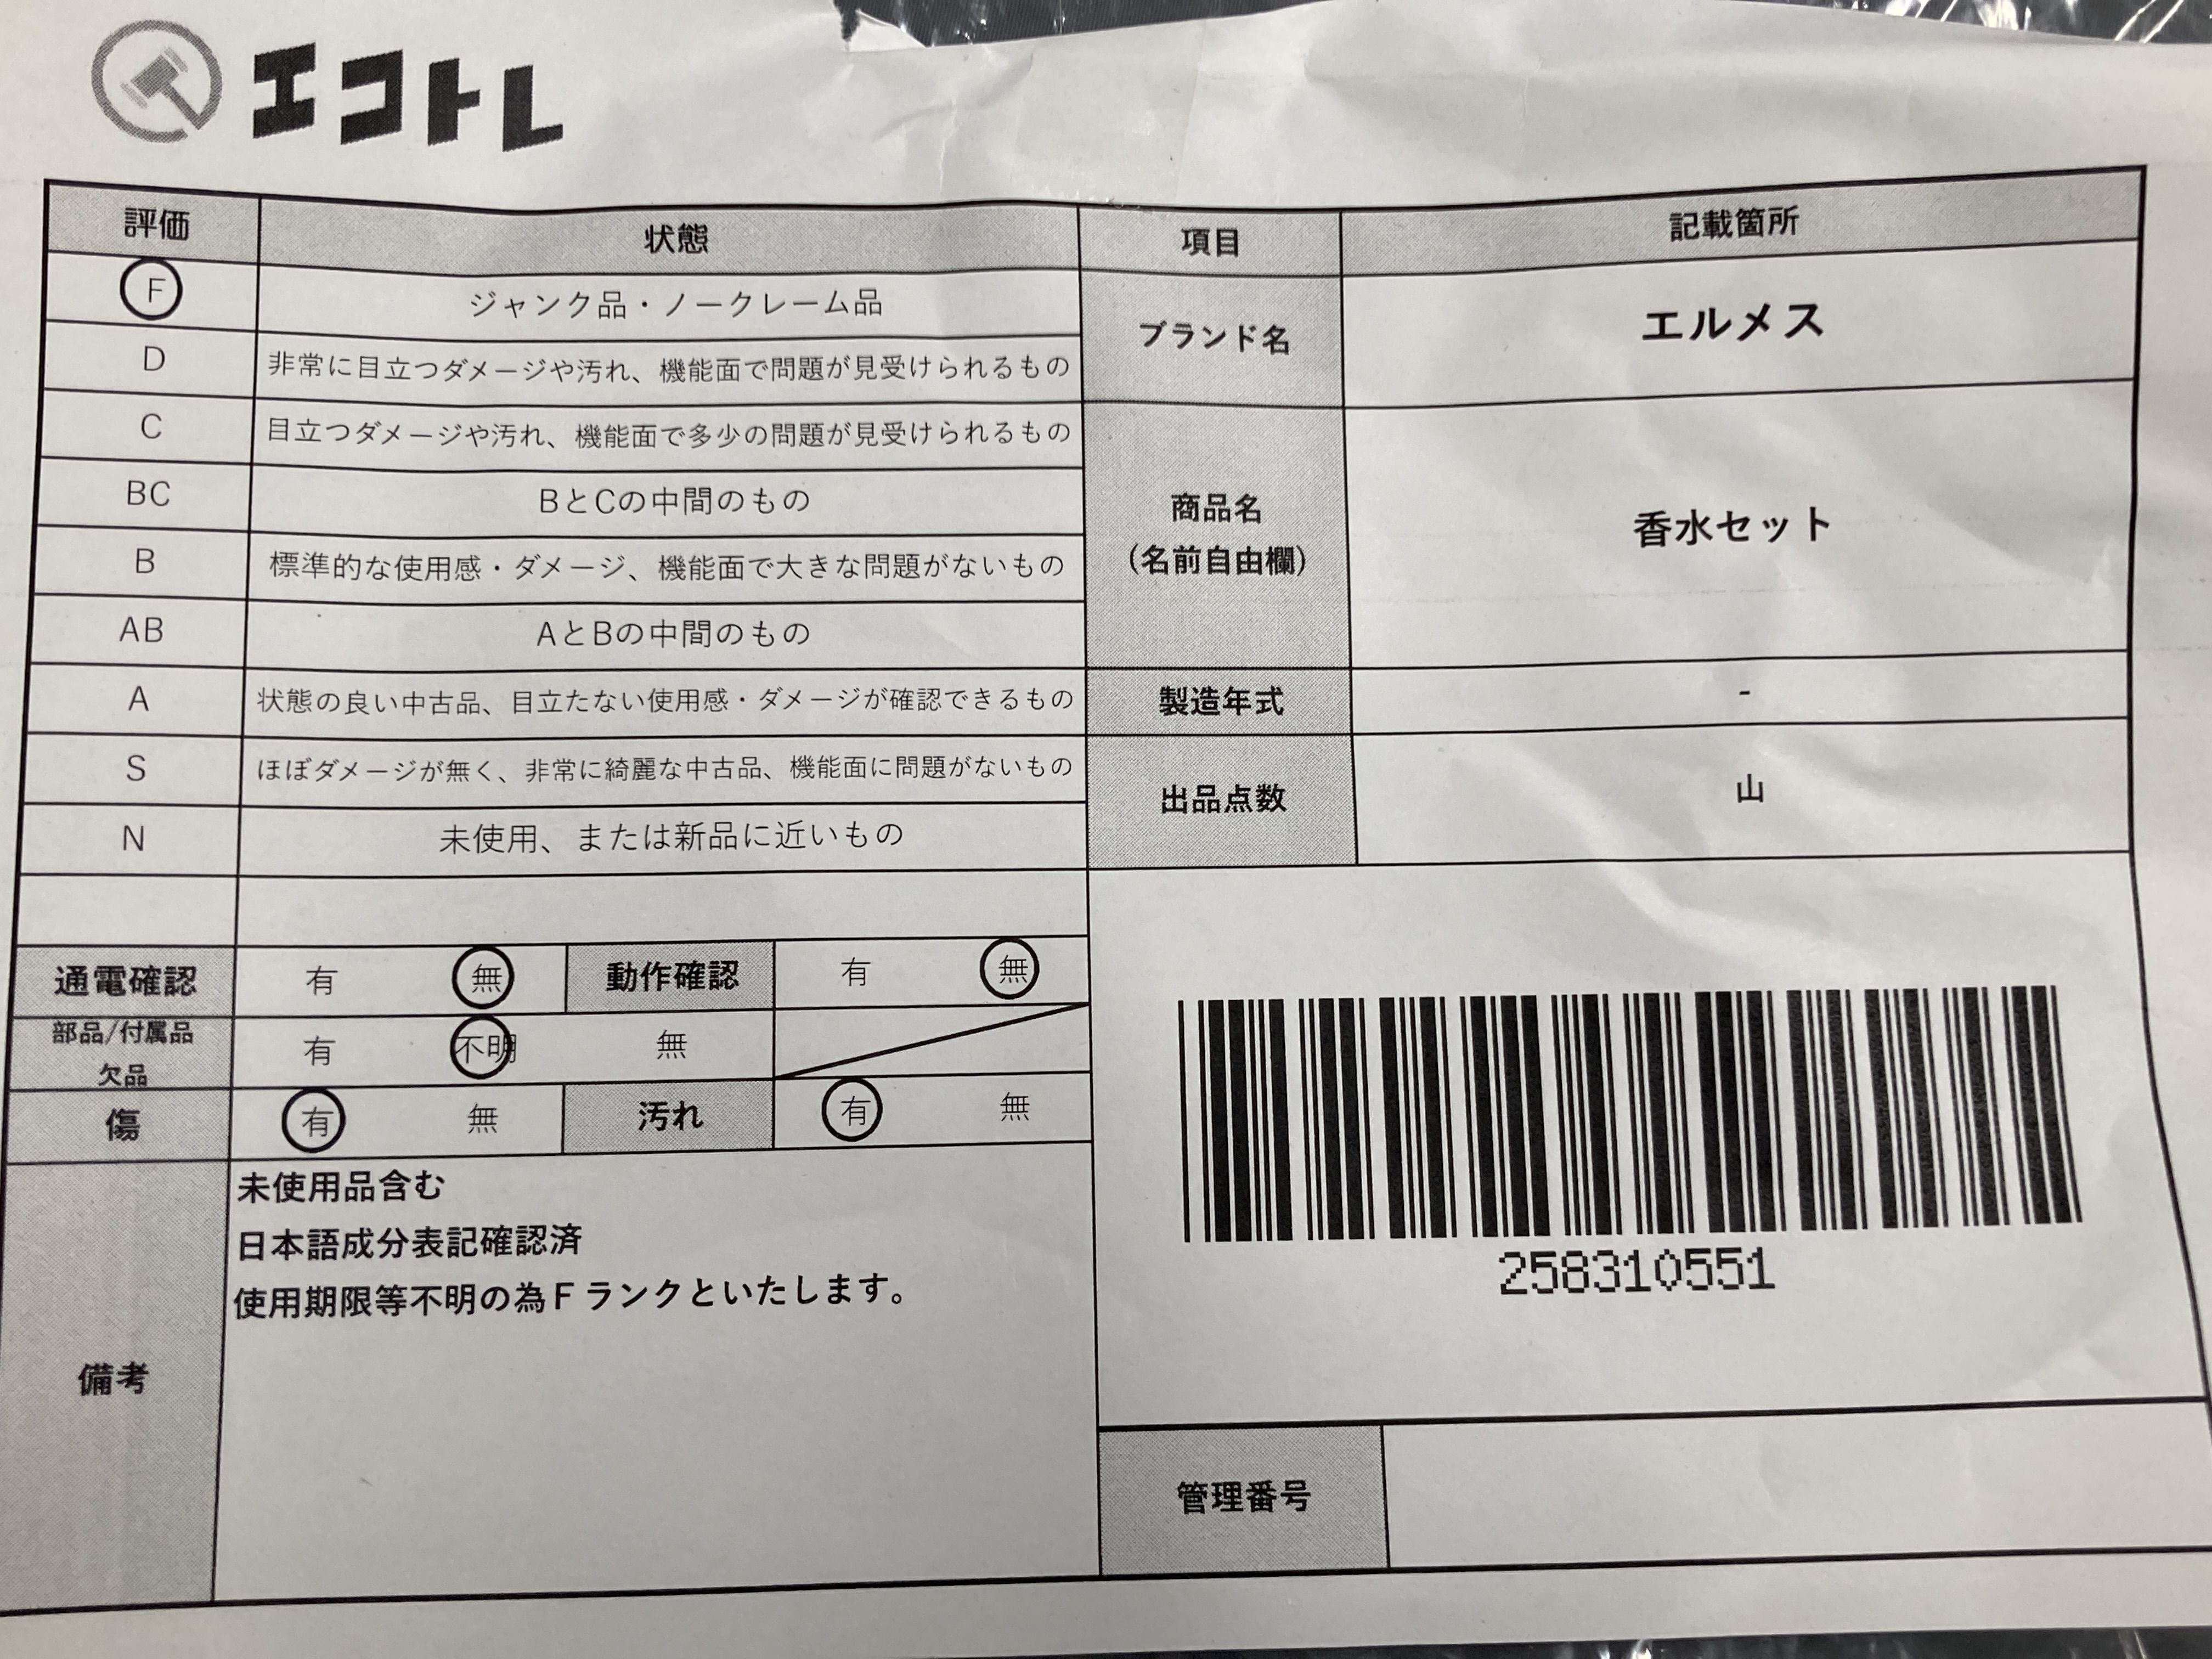 エコトレ
評価 状態 項目 記載箇所
F ジャンク品・ノークレーム品
D 非常に目立つダメージや汚れ、機能面で問題が見受けられるもの
C 目立つダメージや汚れ、機能面で多少の問題が見受けられるもの
BC BとCの中間のもの
B 標準的な使用感・ダメージ、機能面で大きな問題がないもの
AB AとBの中間のもの
A 状態の良い中古品、目立たない使用感・ダメージが確認できるもの
S ほぼダメージが無く、非常に綺麗な中古品、機能面に問題がないもの
N 未使用、または新品に近いもの
ブランド名 エルメス
商品名
(名前自由欄)
香水セット
製造年式 -
出品点数 山
通電確認 有 無 動作確認 有 無
部品/付属品
欠品
有 不明 無
傷 有 無 汚れ 有 無
備考
未使用品含む
日本語成分表記確認済
使用期限等不明の為Fランクといたします。
258310551
管理番号